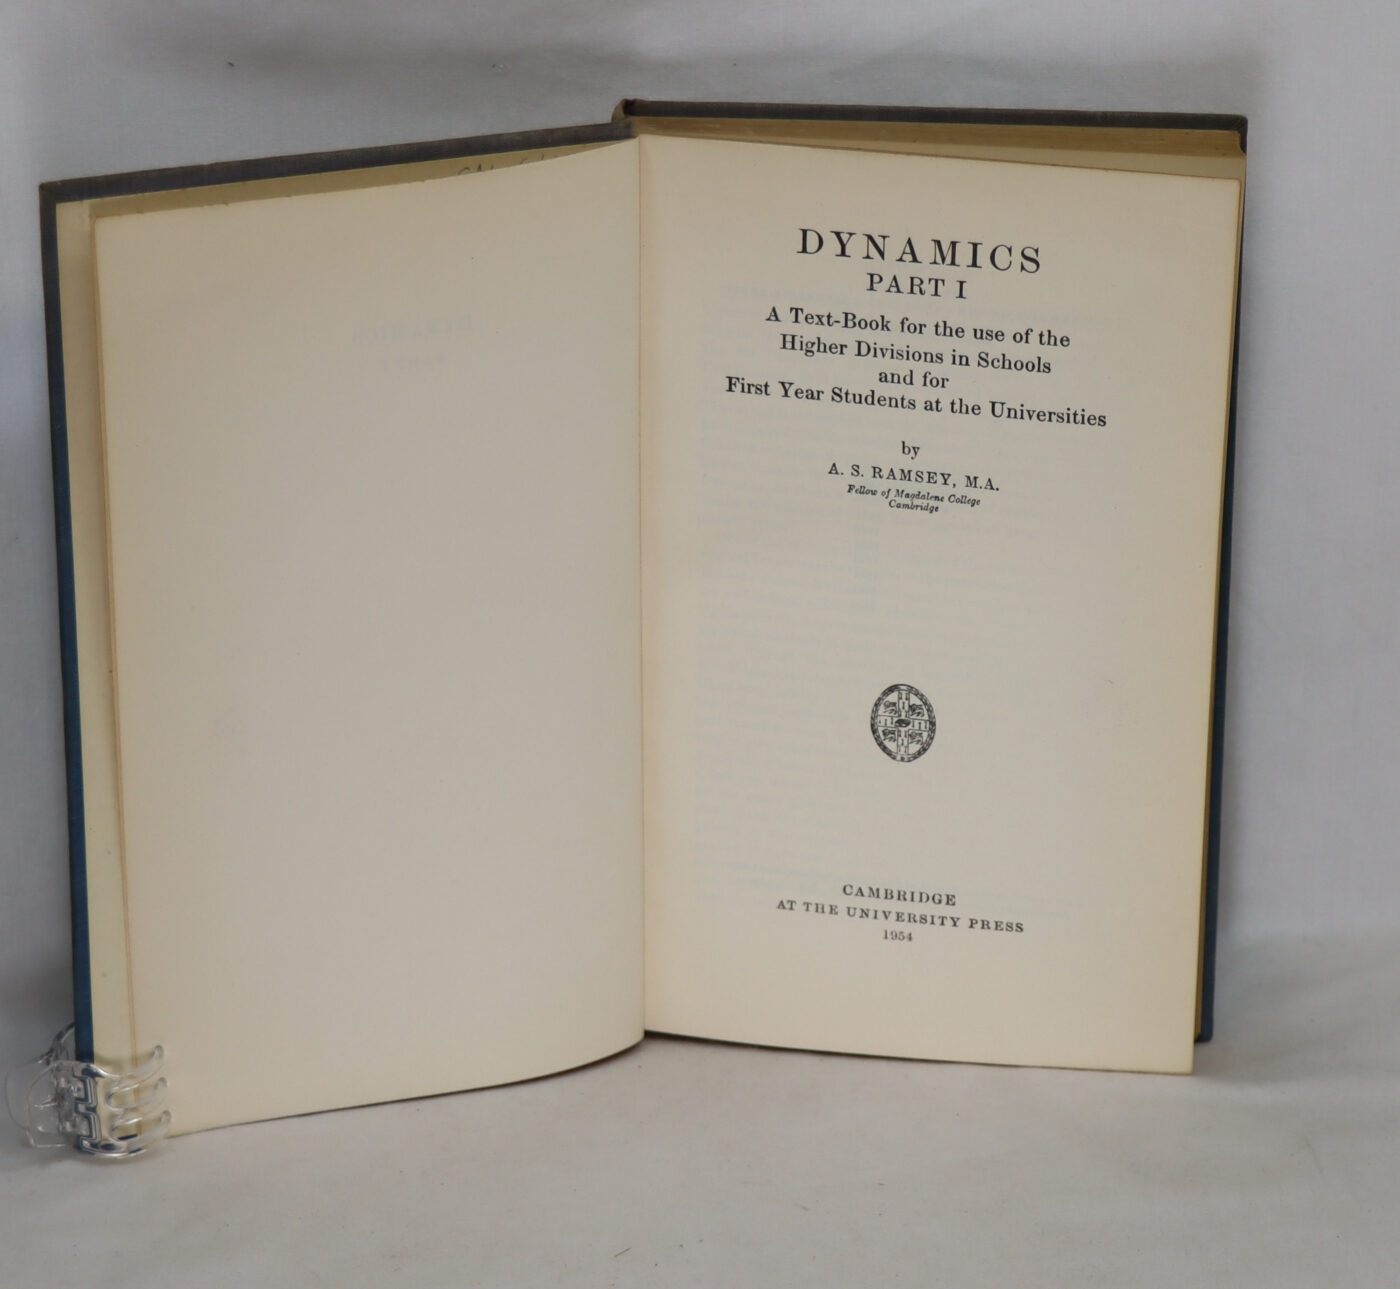 DYNAMICS
PART I
A Text-Book for the use of the
Higher Divisions in Schools
and for
First Year Students at the Universities
by
A. S. RAMSEY, M.A.
Fellow of Magdalene College
Cambridge
CAMBRIDGE
AT THE UNIVERSITY PRESS
1954